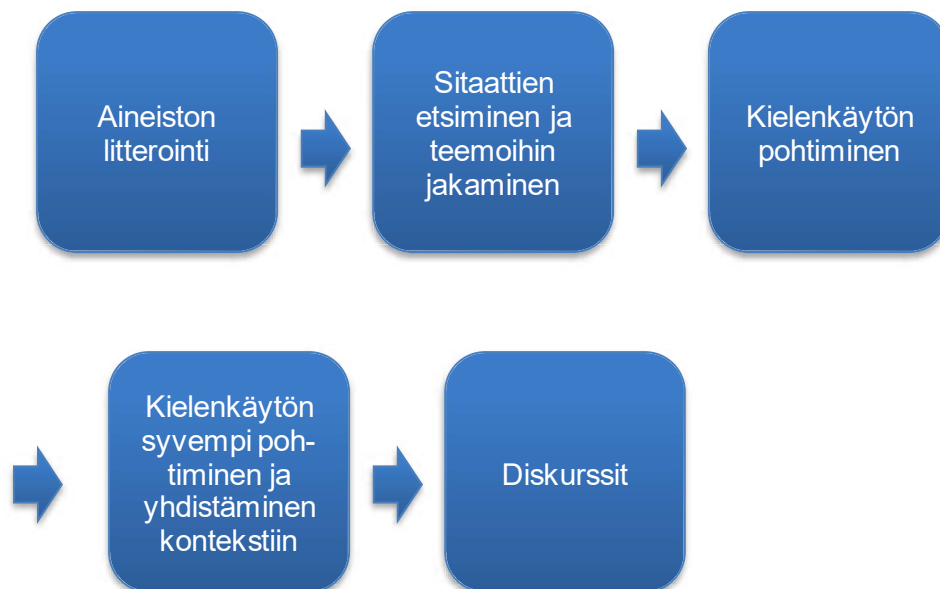 Aineiston
litterointi
Sitaattien
etsiminen ja
teemoihin
jakaminen
Kielenkäytön
pohtiminen
Kielenkäytön
syvempi poh-
timinen ja
yhdistäminen
kontekstiin
Diskurssit